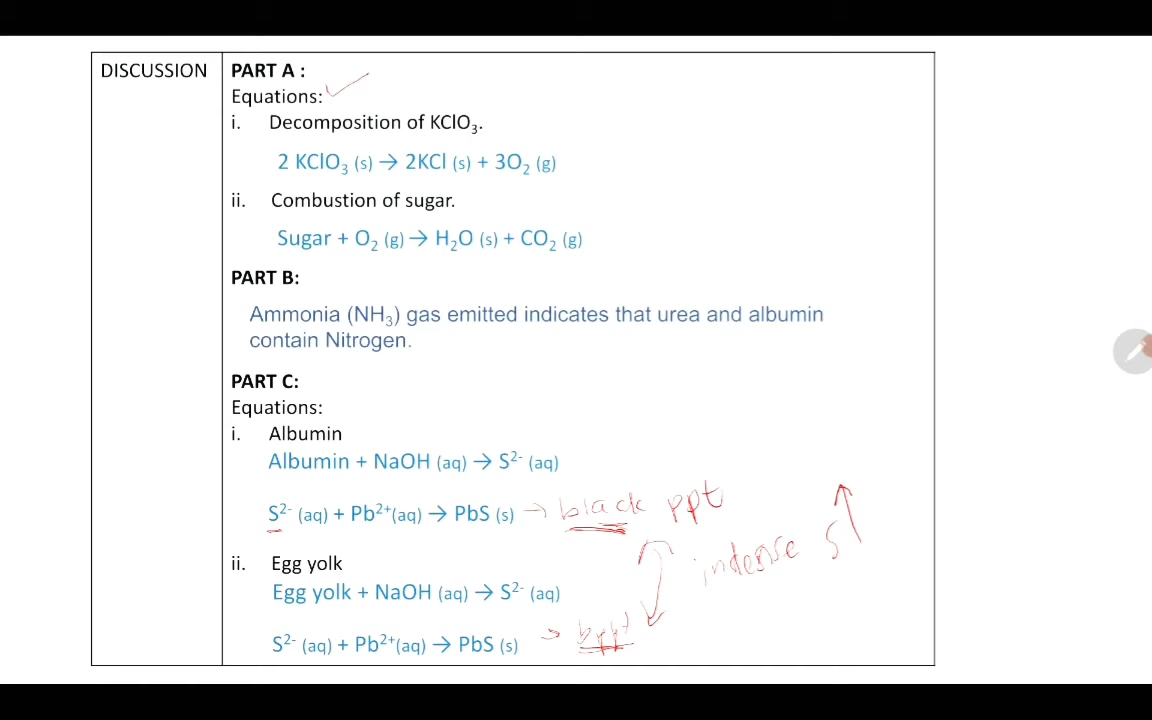 DISCUSSION
PART A :
Equations:
i. Decomposition of KClO₃.
2 KClO₃ (s) → 2KCl (s) + 3O₂ (g)
ii. Combustion of sugar.
Sugar + O₂ (g) → H₂O (s) + CO₂ (g)
PART B:
Ammonia (NH₃) gas emitted indicates that urea and albumin
contain Nitrogen.
PART C:
Equations:
i. Albumin
Albumin + NaOH (aq) → S²⁻ (aq)
S²⁻ (aq) + Pb²⁺(aq) → PbS (s) → black ppt
intense S ↑
ii. Egg yolk
Egg yolk + NaOH (aq) → S²⁻ (aq)
S²⁻ (aq) + Pb²⁺(aq) → PbS (s) → b ppt